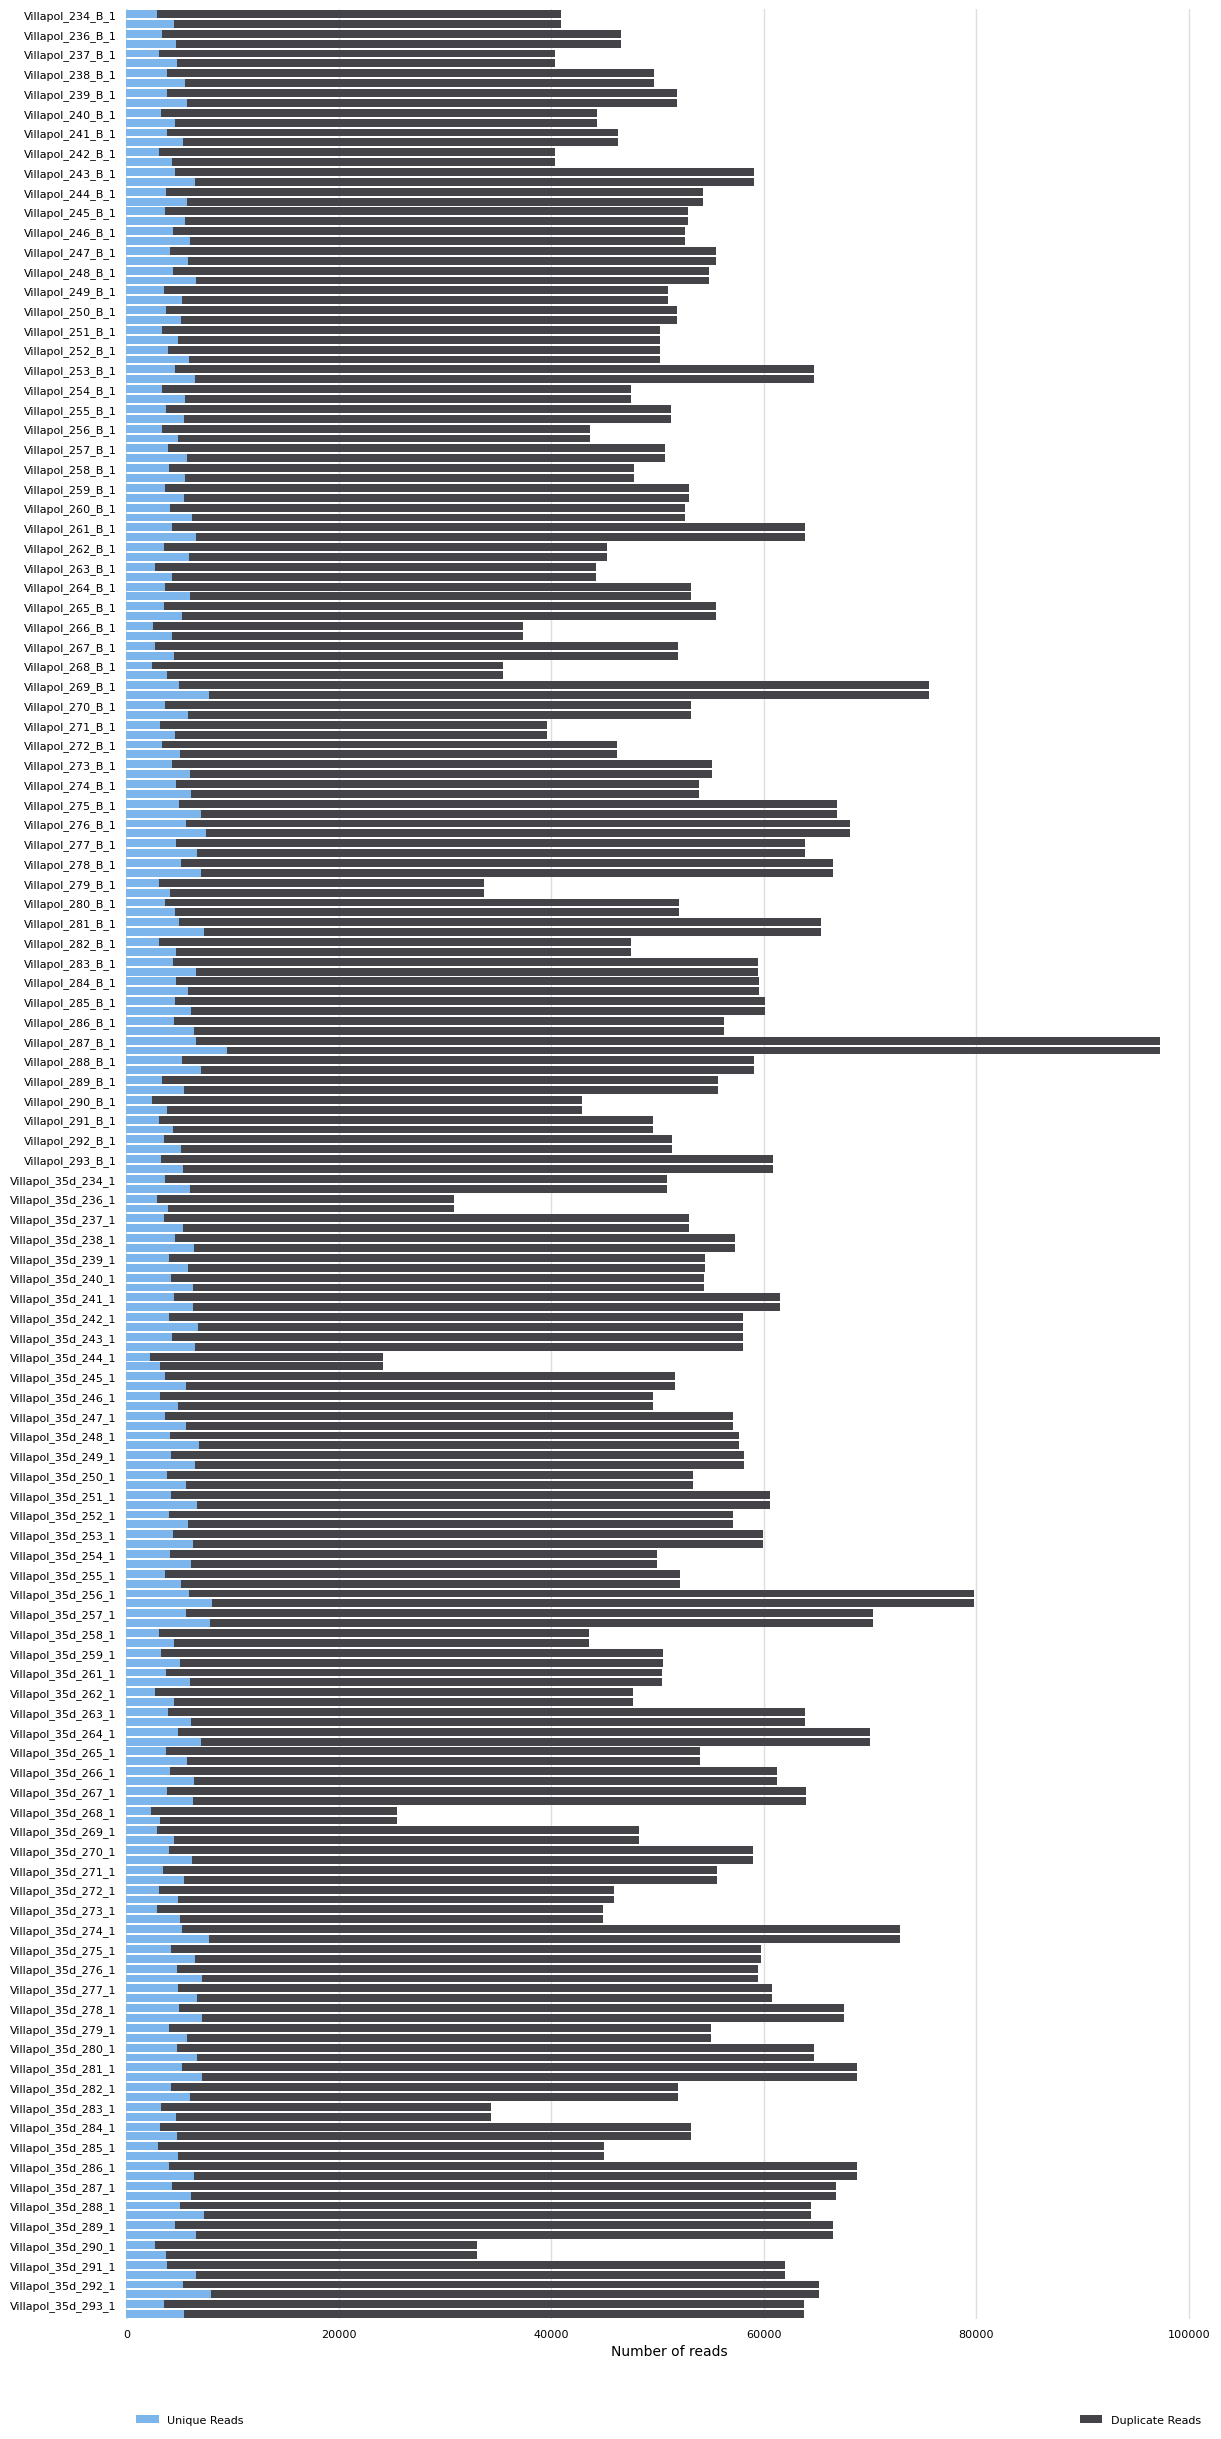 Villapol_234_B_1
Villapol_236_B_1
Villapol_237_B_1
Villapol_238_B_1
Villapol_239_B_1
Villapol_240_B_1
Villapol_241_B_1
Villapol_242_B_1
Villapol_243_B_1
Villapol_244_B_1
Villapol_245_B_1
Villapol_246_B_1
Villapol_247_B_1
Villapol_248_B_1
Villapol_249_B_1
Villapol_250_B_1
Villapol_251_B_1
Villapol_252_B_1
Villapol_253_B_1
Villapol_254_B_1
Villapol_255_B_1
Villapol_256_B_1
Villapol_257_B_1
Villapol_258_B_1
Villapol_259_B_1
Villapol_260_B_1
Villapol_261_B_1
Villapol_262_B_1
Villapol_263_B_1
Villapol_264_B_1
Villapol_265_B_1
Villapol_266_B_1
Villapol_267_B_1
Villapol_268_B_1
Villapol_269_B_1
Villapol_270_B_1
Villapol_271_B_1
Villapol_272_B_1
Villapol_273_B_1
Villapol_274_B_1
Villapol_275_B_1
Villapol_276_B_1
Villapol_277_B_1
Villapol_278_B_1
Villapol_279_B_1
Villapol_280_B_1
Villapol_281_B_1
Villapol_282_B_1
Villapol_283_B_1
Villapol_284_B_1
Villapol_285_B_1
Villapol_286_B_1
Villapol_287_B_1
Villapol_288_B_1
Villapol_289_B_1
Villapol_290_B_1
Villapol_291_B_1
Villapol_292_B_1
Villapol_293_B_1
Villapol_35d_234_1
Villapol_35d_236_1
Villapol_35d_237_1
Villapol_35d_238_1
Villapol_35d_239_1
Villapol_35d_240_1
Villapol_35d_241_1
Villapol_35d_242_1
Villapol_35d_243_1
Villapol_35d_244_1
Villapol_35d_245_1
Villapol_35d_246_1
Villapol_35d_247_1
Villapol_35d_248_1
Villapol_35d_249_1
Villapol_35d_250_1
Villapol_35d_251_1
Villapol_35d_252_1
Villapol_35d_253_1
Villapol_35d_254_1
Villapol_35d_255_1
Villapol_35d_256_1
Villapol_35d_257_1
Villapol_35d_258_1
Villapol_35d_259_1
Villapol_35d_261_1
Villapol_35d_262_1
Villapol_35d_263_1
Villapol_35d_264_1
Villapol_35d_265_1
Villapol_35d_266_1
Villapol_35d_267_1
Villapol_35d_268_1
Villapol_35d_269_1
Villapol_35d_270_1
Villapol_35d_271_1
Villapol_35d_272_1
Villapol_35d_273_1
Villapol_35d_274_1
Villapol_35d_275_1
Villapol_35d_276_1
Villapol_35d_277_1
Villapol_35d_278_1
Villapol_35d_279_1
Villapol_35d_280_1
Villapol_35d_281_1
Villapol_35d_282_1
Villapol_35d_283_1
Villapol_35d_284_1
Villapol_35d_285_1
Villapol_35d_286_1
Villapol_35d_287_1
Villapol_35d_288_1
Villapol_35d_289_1
Villapol_35d_290_1
Villapol_35d_291_1
Villapol_35d_292_1
Villapol_35d_293_1
0 20000 40000 60000 80000 100000
Number of reads
Unique Reads Duplicate Reads